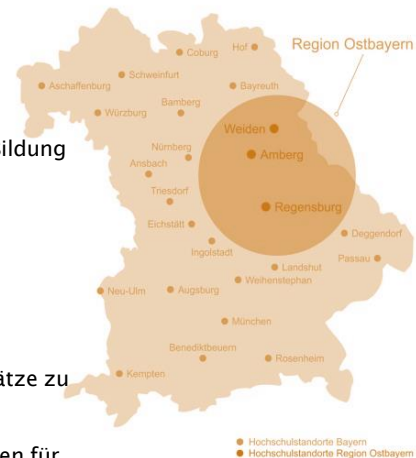 Coburg
Hof
Region Ostbayern
Schweinfurt
Aschaffenburg
Bayreuth
Bamberg
Würzburg
Weiden
ildung
Nürnberg
Amberg
Ansbach
Triesdorf
Regensburg
Eichstätt
Deggendorf
Ingolstadt
Passau
Landshut
Weihenstephan
Neu-Ulm
Augsburg
München
Benediktbeuern
Rosenheim
Kempten
ätze zu
Hochschulstandorte Bayern
Hochschulstandorte Region Ostbayern
en für